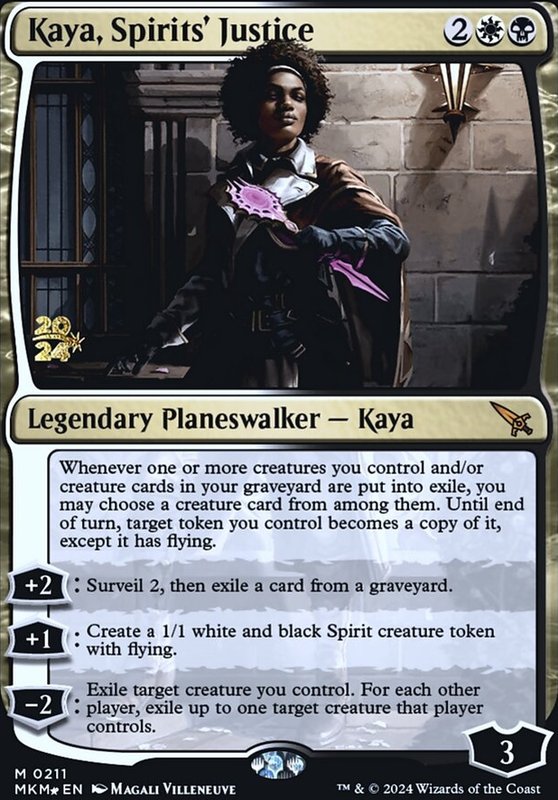 Kaya, Spirits' Justice 2
2024
Legendary Planeswalker — Kaya
Whenever one or more creatures you control and/or
creature cards in your graveyard are put into exile, you
may choose a creature card from among them. Until end
of turn, target token you control becomes a copy of it,
except it has flying.
+2 : Surveil 2, then exile a card from a graveyard.
+1 : Create a 1/1 white and black Spirit creature token
with flying.
−2 : Exile target creature you control. For each other
player, exile up to one target creature that player
controls.
3
M 0211
MKM★EN Magali Villeneuve
™ & © 2024 Wizards of the Coast